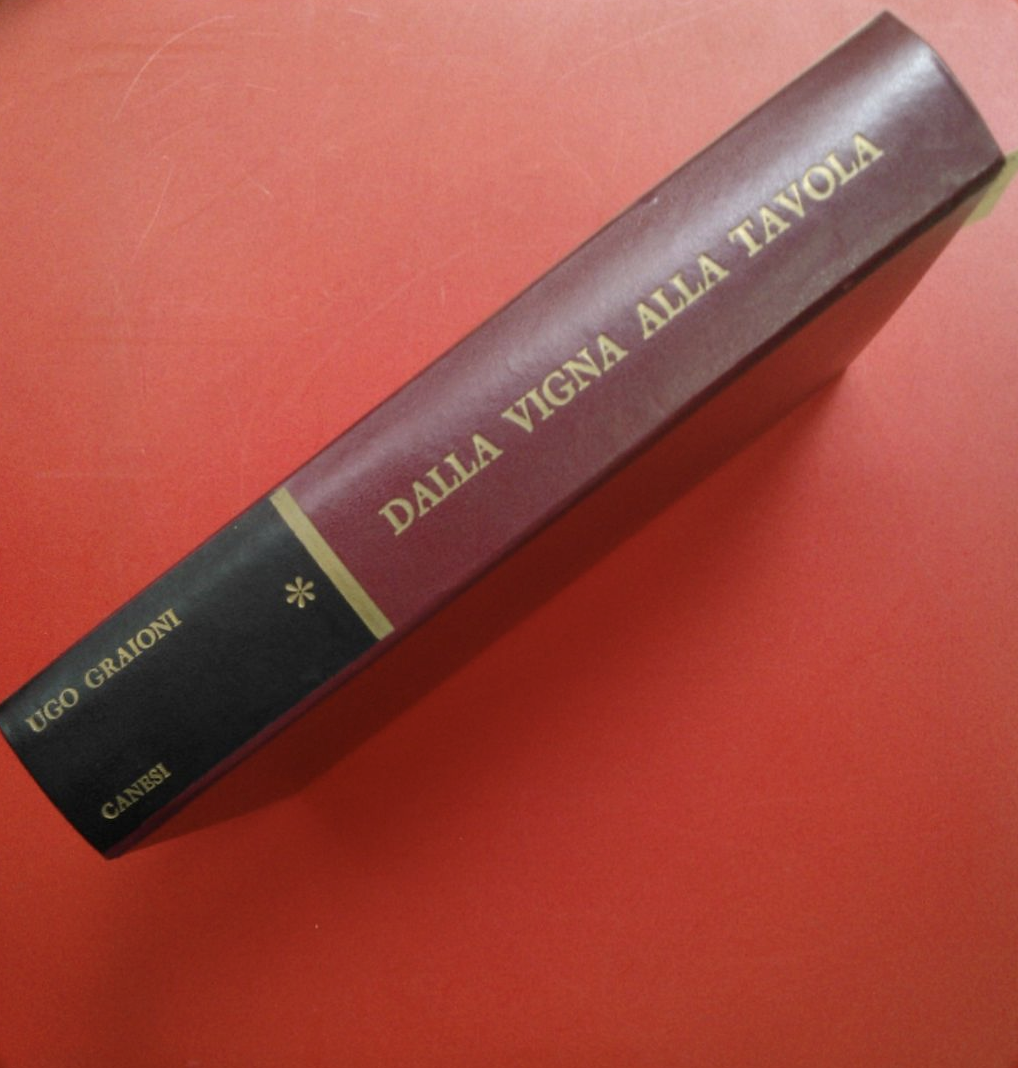 UGO GRAIONI
*
DALLA VIGNA ALLA TAVOLA
CANESI